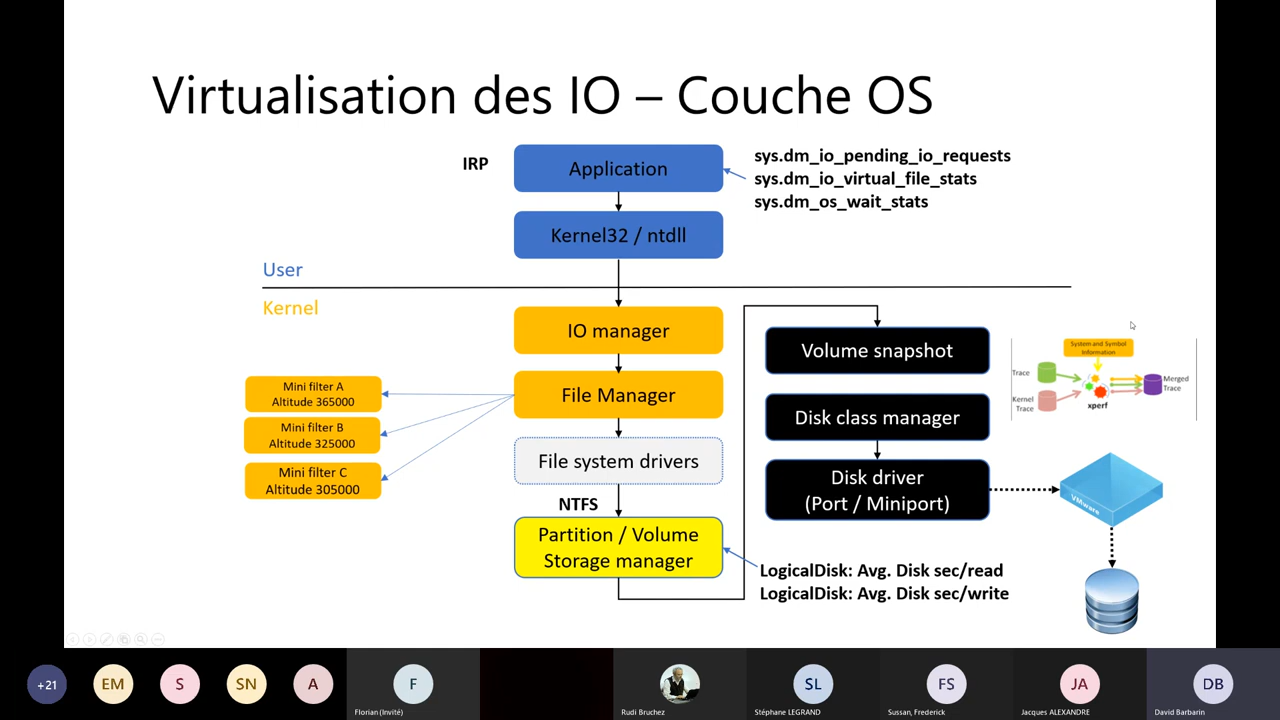 Virtualisation des IO – Couche OS
IRP
Application
sys.dm_io_pending_io_requests
sys.dm_io_virtual_file_stats
sys.dm_os_wait_stats
Kernel32 / ntdll
User
Kernel
IO manager
File Manager
Mini filter A
Altitude 365000
Mini filter B
Altitude 325000
Mini filter C
Altitude 305000
File system drivers
NTFS
Partition / Volume
Storage manager
Volume snapshot
Disk class manager
Disk driver
(Port / Miniport)
System and Symbol
Information
Trace
Kernel
Trace
xperf
Merged
Trace
VMware
LogicalDisk: Avg. Disk sec/read
LogicalDisk: Avg. Disk sec/write
+21
EM
S
SN
A
F
SL
FS
JA
DB
Florian (Invité)
Rudi Bruchez
Stéphane LEGRAND
Sussan, Frederick
Jacques ALEXANDRE
David Barbarin